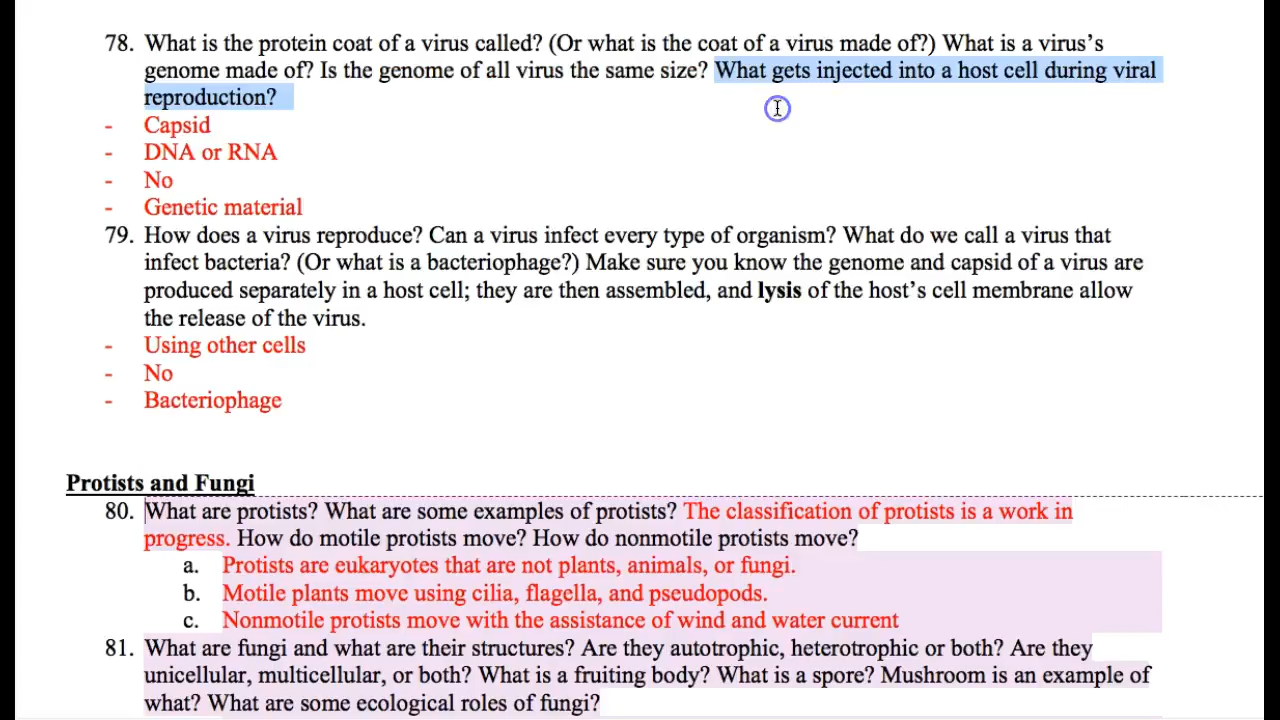 78. What is the protein coat of a virus called? (Or what is the coat of a virus made of?) What is a virus's
genome made of? Is the genome of all virus the same size? What gets injected into a host cell during viral
reproduction?
- Capsid
- DNA or RNA
- No
- Genetic material
79. How does a virus reproduce? Can a virus infect every type of organism? What do we call a virus that
infect bacteria? (Or what is a bacteriophage?) Make sure you know the genome and capsid of a virus are
produced separately in a host cell; they are then assembled, and lysis of the host's cell membrane allow
the release of the virus.
- Using other cells
- No
- Bacteriophage
Protists and Fungi
80. What are protists? What are some examples of protists? The classification of protists is a work in
progress. How do motile protists move? How do nonmotile protists move?
a. Protists are eukaryotes that are not plants, animals, or fungi.
b. Motile plants move using cilia, flagella, and pseudopods.
c. Nonmotile protists move with the assistance of wind and water current
81. What are fungi and what are their structures? Are they autotrophic, heterotrophic or both? Are they
unicellular, multicellular, or both? What is a fruiting body? What is a spore? Mushroom is an example of
what? What are some ecological roles of fungi?